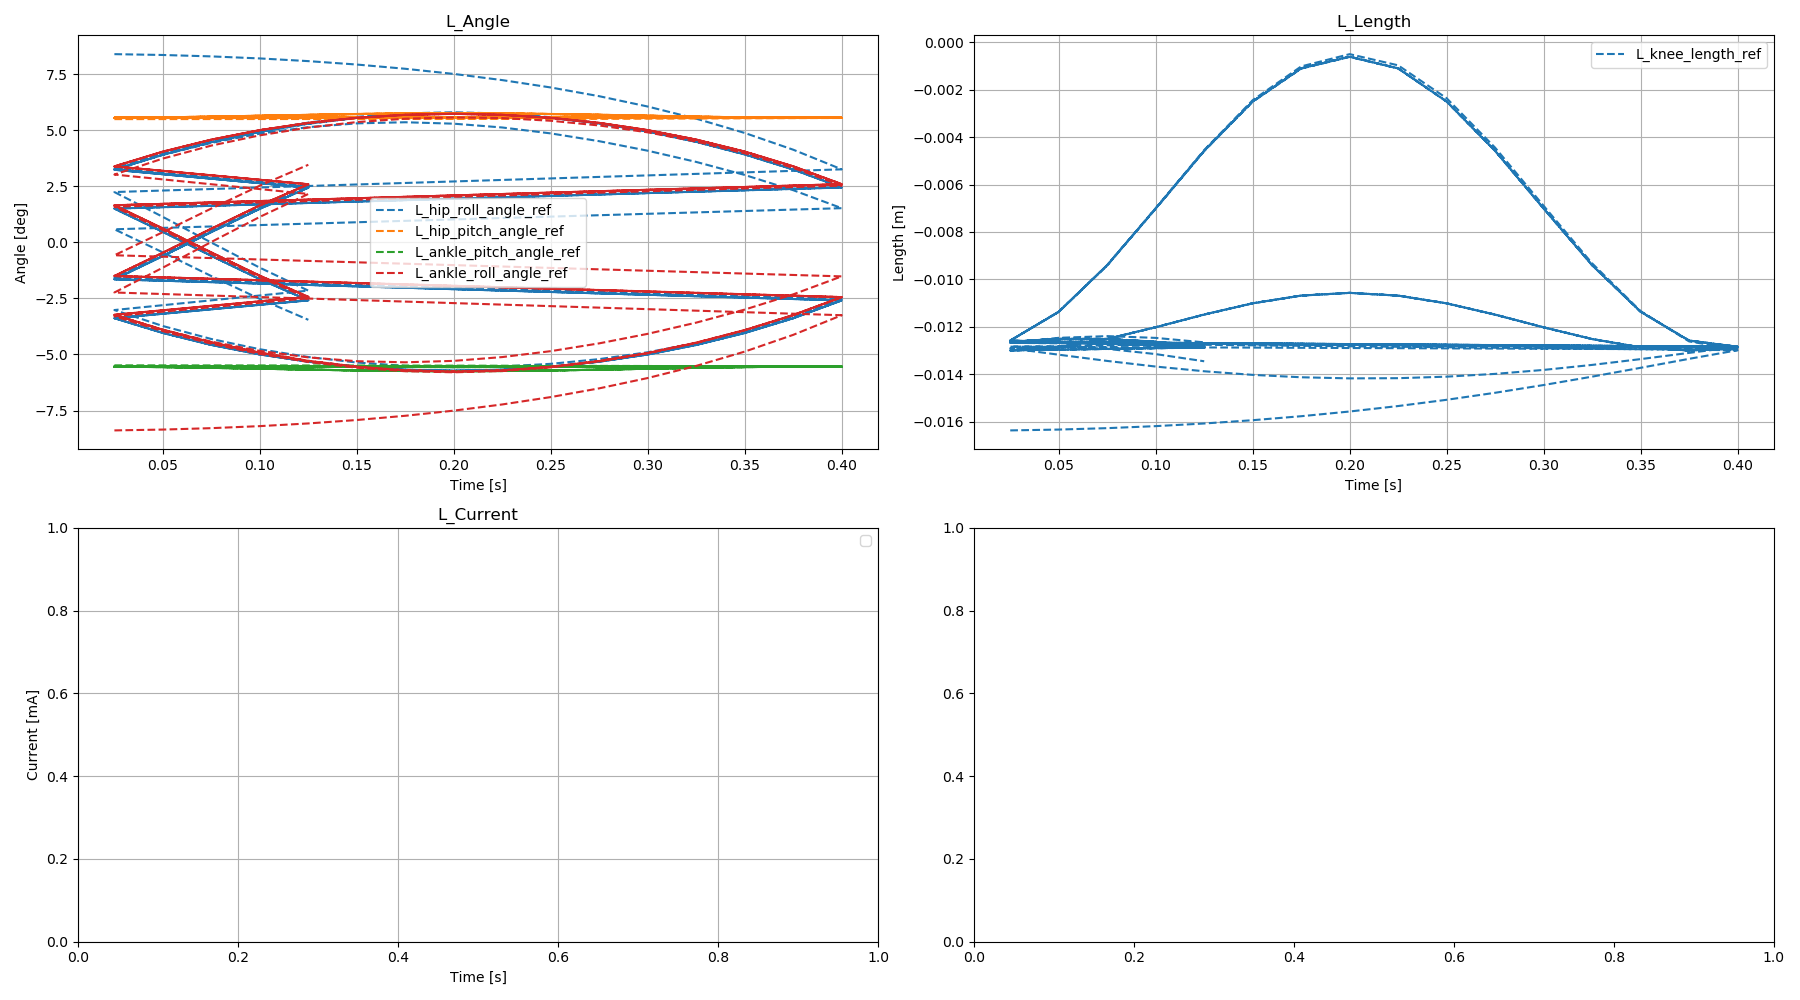 L_Angle
Angle [deg]
7.5
5.0
2.5
0.0
−2.5
−5.0
−7.5
L_hip_roll_angle_ref
L_hip_pitch_angle_ref
L_ankle_pitch_angle_ref
L_ankle_roll_angle_ref
0.05 0.10 0.15 0.20 0.25 0.30 0.35 0.40
Time [s]
L_Length
Length [m]
0.000
−0.002
−0.004
−0.006
−0.008
−0.010
−0.012
−0.014
−0.016
L_knee_length_ref
0.05 0.10 0.15 0.20 0.25 0.30 0.35 0.40
Time [s]
L_Current
Current [mA]
1.0
0.8
0.6
0.4
0.2
0.0
0.0 0.2 0.4 0.6 0.8 1.0
Time [s]
1.0
0.8
0.6
0.4
0.2
0.0
0.0 0.2 0.4 0.6 0.8 1.0